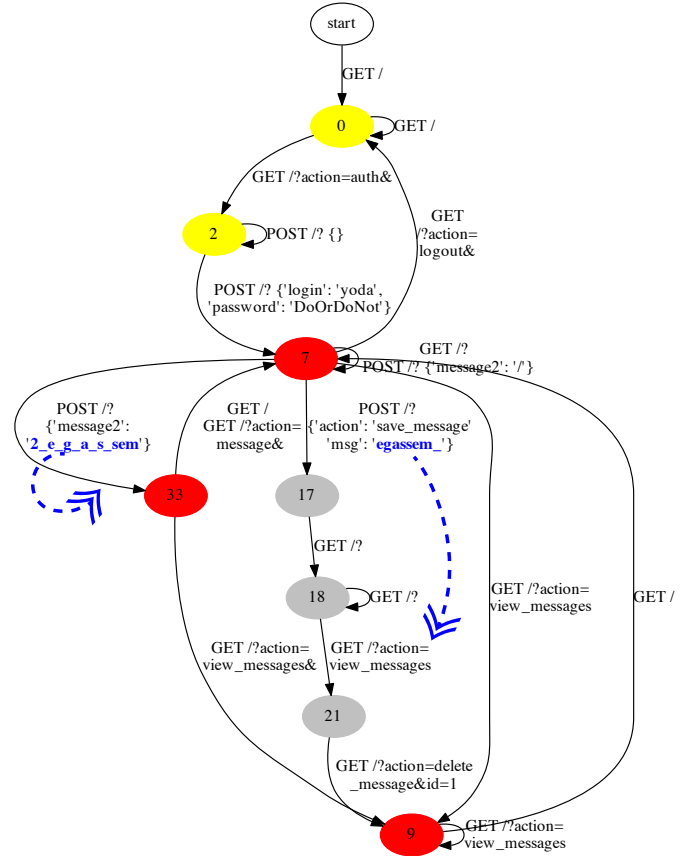 start
GET /
0
GET /
GET /?action=auth&
2
POST /? {}
GET
/?action=
logout&
POST /? {'login': 'yoda',
'password': 'DoOrDoNot'}
7
GET /?
POST /? {'message2': '/'}
POST /?
{'message2':
'2_e_g_a_s_sem'}
GET /
GET /?action=
message&
POST /?
{'action': 'save_message'
'msg': 'egassem_'}
33
17
GET /?
18
GET /?
GET /?action=
view_messages
GET /
GET /?action=
view_messages&
GET /?action=
view_messages
21
GET /?action=delete
_message&id=1
9
GET /?action=
view_messages